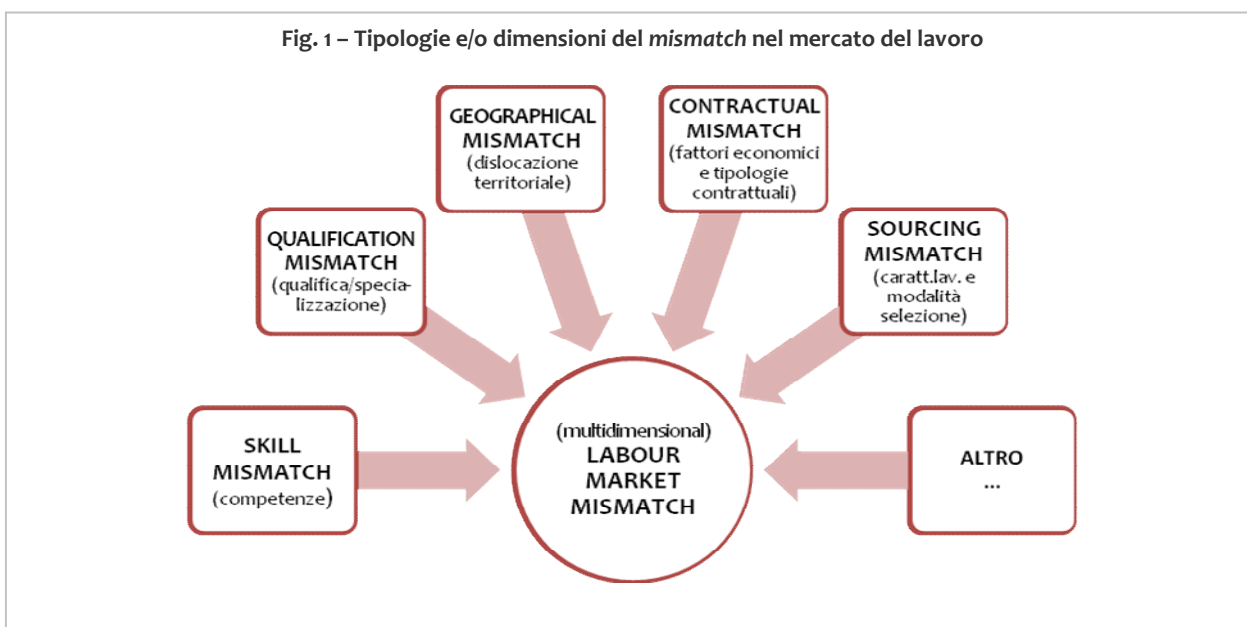 Fig. 1 – Tipologie e/o dimensioni del mismatch nel mercato del lavoro
GEOGRAPHICAL
MISMATCH
(dislocazione
territoriale)
CONTRACTUAL
MISMATCH
(fattori economici
e tipologie
contrattuali)
QUALIFICATION
MISMATCH
(qualifica/specia-
lizzazione)
SOURCING
MISMATCH
(caratt.lav. e
modalità
selezione)
SKILL
MISMATCH
(competenze)
(multidimensional)
LABOUR
MARKET
MISMATCH
ALTRO
...